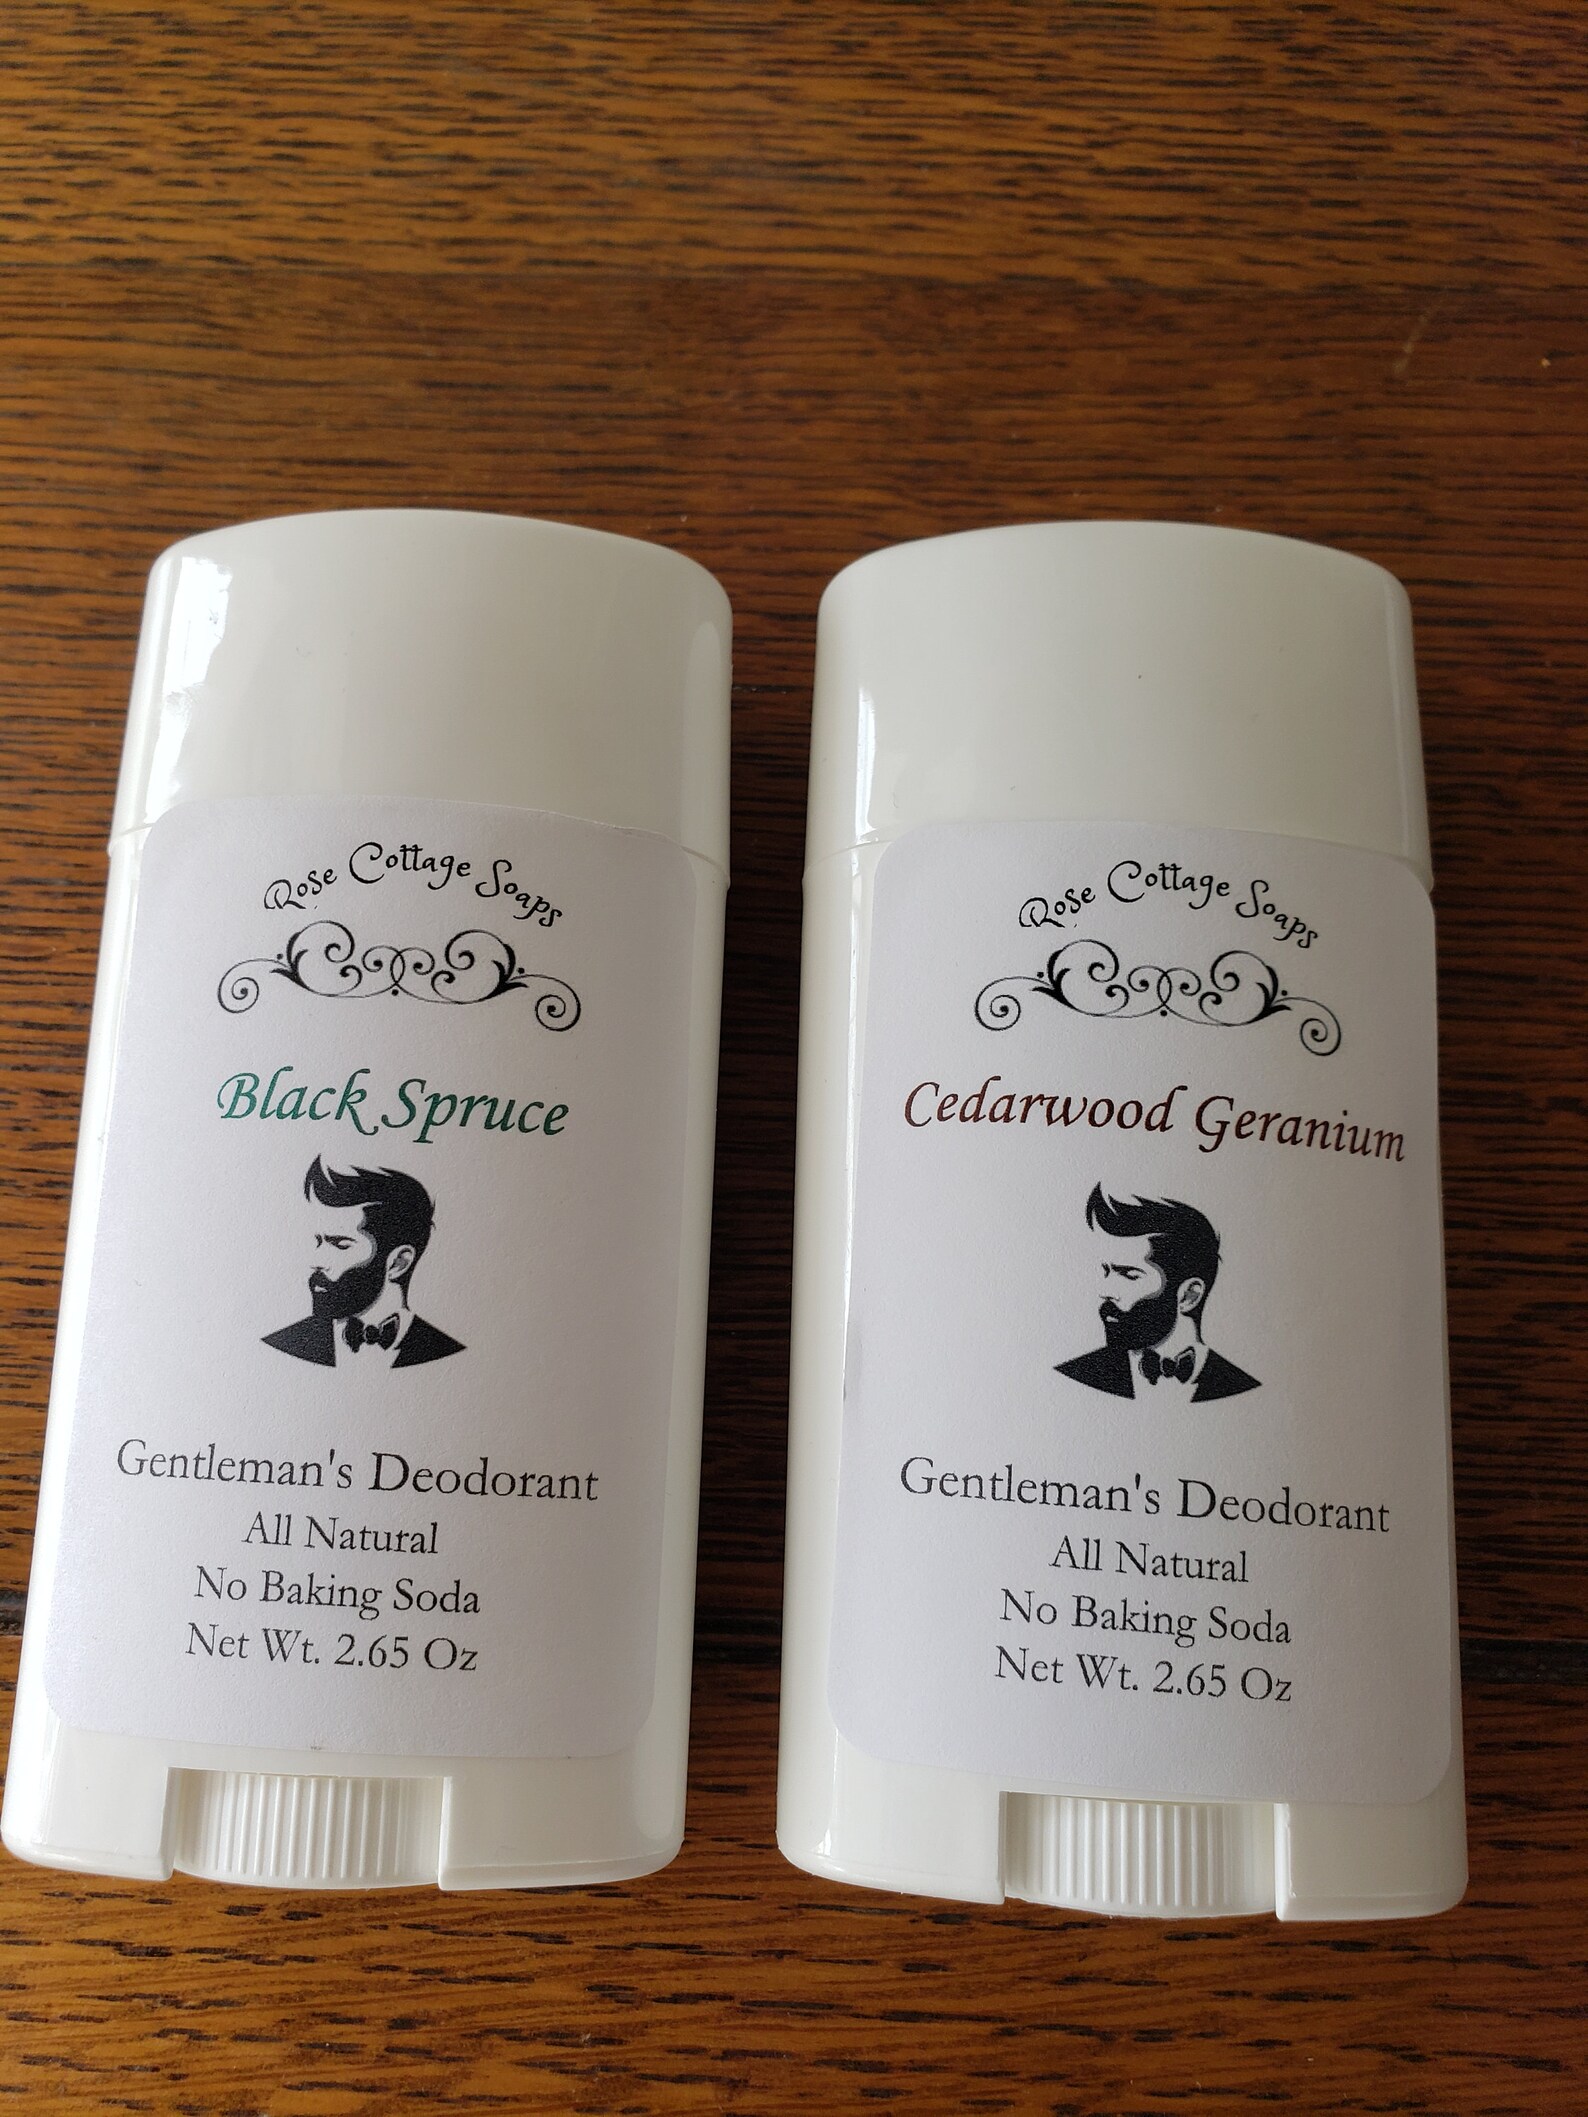 Rose Cottage Soaps
Black Spruce
Gentleman's Deodorant
All Natural
No Baking Soda
Net Wt. 2.65 Oz
Rose Cottage Soaps
Cedarwood Geranium
Gentleman's Deodorant
All Natural
No Baking Soda
Net Wt. 2.65 Oz